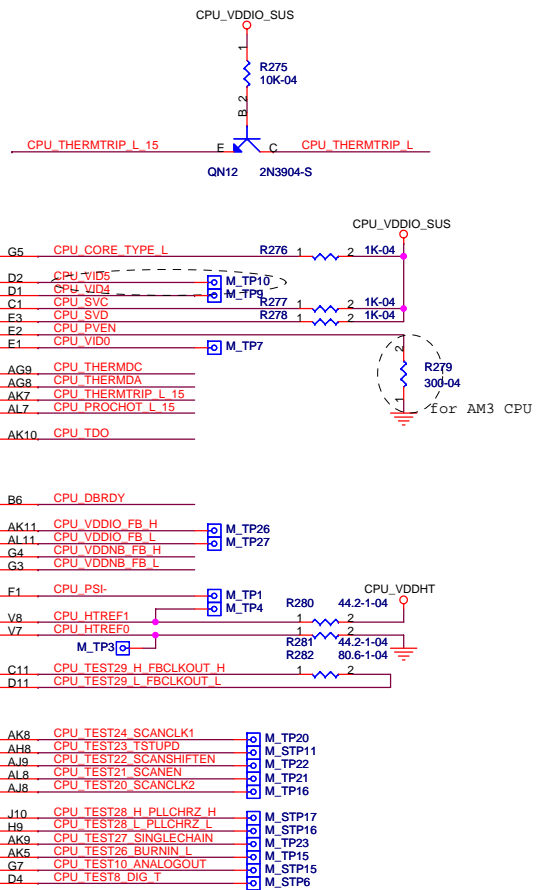 CPU_VDDIO_SUS
1
R275
10K-04
2
B
CPU_THERMTRIP_L_15 E C CPU_THERMTRIP_L
QN12 2N3904-S
CPU_VDDIO_SUS
G5 CPU_CORE_TYPE_L R276 1 2 1K-04
D2 CPU_VID5 M_TP10
D1 CPU_VID4 M_TP9
C1 CPU_SVC R277 1 2 1K-04
E3 CPU_SVD R278 1 2 1K-04
E2 CPU_PVEN
E1 CPU_VID0 M_TP7
2
R279
300-04
1
for AM3 CPU
AG9 CPU_THERMDC
AG8 CPU_THERMDA
AK7 CPU_THERMTRIP_L_15
AL7 CPU_PROCHOT_L_15
AK10 CPU_TDO
B6 CPU_DBRDY
AK11 CPU_VDDIO_FB_H M_TP26
AL11 CPU_VDDIO_FB_L M_TP27
G4 CPU_VDDNB_FB_H
G3 CPU_VDDNB_FB_L
CPU_VDDHT
F1 CPU_PSI- M_TP1
M_TP4
V8 CPU_HTREF1 R280 1 2 44.2-1-04
V7 CPU_HTREF0 1 2
M_TP3 R281 44.2-1-04
R282 80.6-1-04
C11 CPU_TEST29_H_FBCLKOUT_H 1 2
D11 CPU_TEST29_L_FBCLKOUT_L
AK8 CPU_TEST24_SCANCLK1 M_TP20
AH8 CPU_TEST23_TSTUPD M_STP11
AJ9 CPU_TEST22_SCANSHIFTEN M_TP22
AL8 CPU_TEST21_SCANEN M_TP21
AJ8 CPU_TEST20_SCANCLK2 M_TP16
J10 CPU_TEST28_H_PLLCHRZ_H M_STP17
H9 CPU_TEST28_L_PLLCHRZ_L M_STP16
AK9 CPU_TEST27_SINGLECHAIN M_TP23
AK5 CPU_TEST26_BURNIN_L M_TP15
G7 CPU_TEST10_ANALOGOUT M_STP15
D4 CPU_TEST8_DIG_T M_STP6